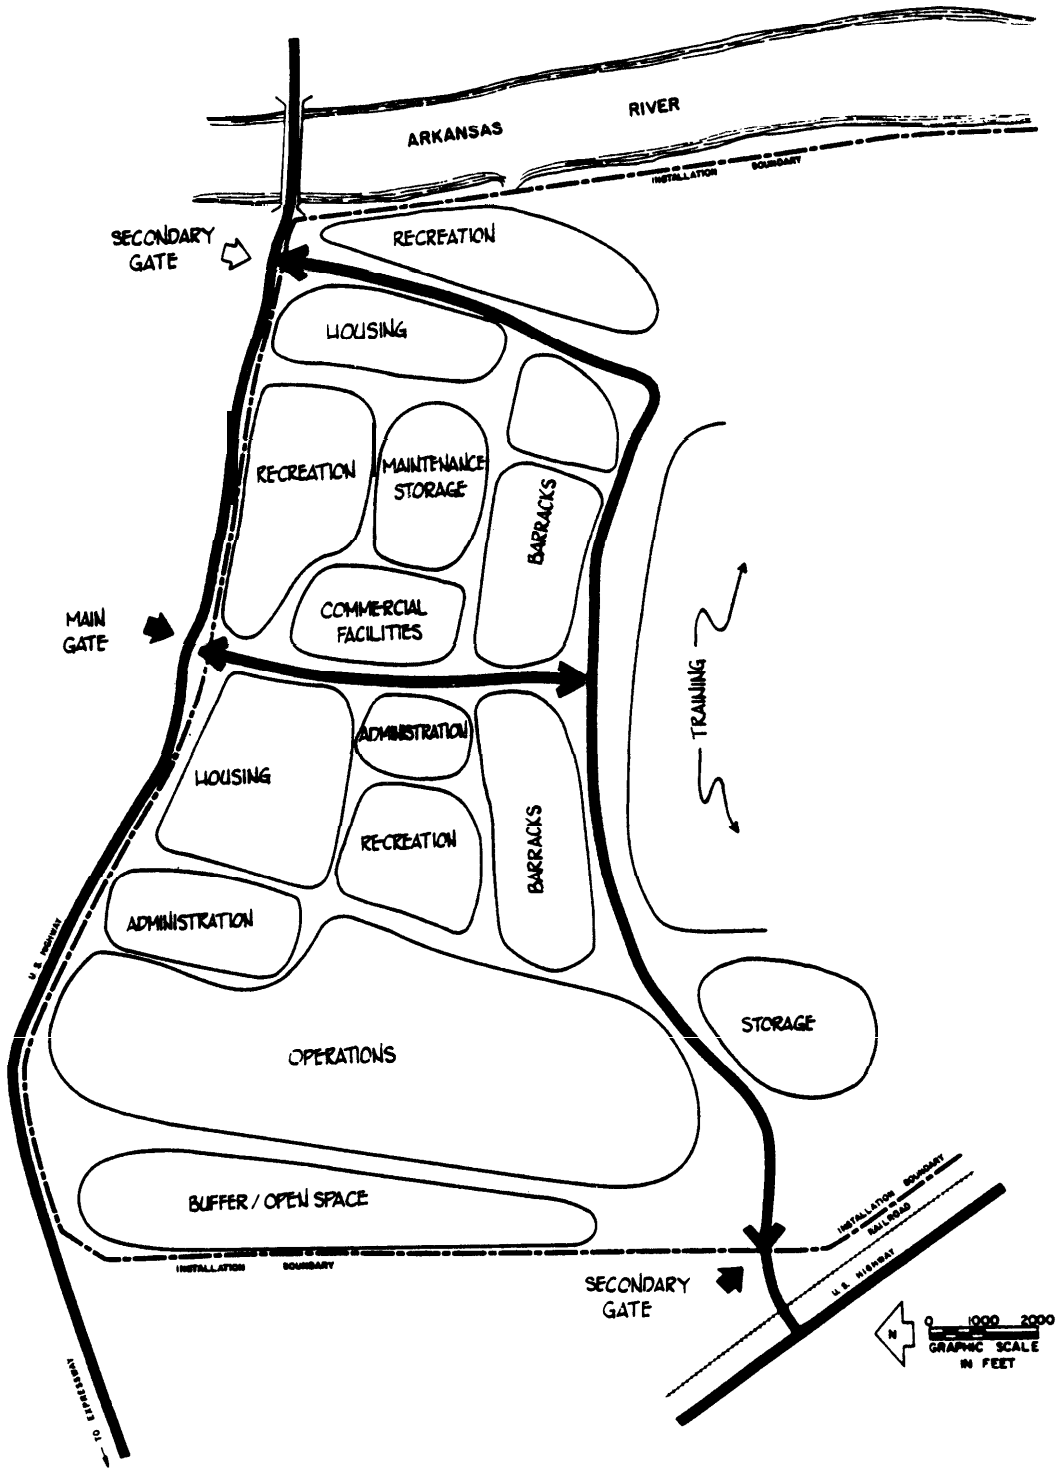 ARKANSAS RIVER
INSTALLATION BOUNDARY
SECONDARY
GATE
RECREATION
HOUSING
RECREATION
MAINTENANCE
STORAGE
BARRACKS
COMMERCIAL
FACILITIES
MAIN
GATE
TRAINING
ADMINISTRATION
HOUSING
RECREATION
BARRACKS
ADMINISTRATION
U.S. HIGHWAY
STORAGE
OPERATIONS
BUFFER / OPEN SPACE
INSTALLATION BOUNDARY
INSTALLATION BOUNDARY
RAILROAD
U.S. HIGHWAY
SECONDARY
GATE
N
0 1000 2000
GRAPHIC SCALE
IN FEET
TO EXPRESSWAY